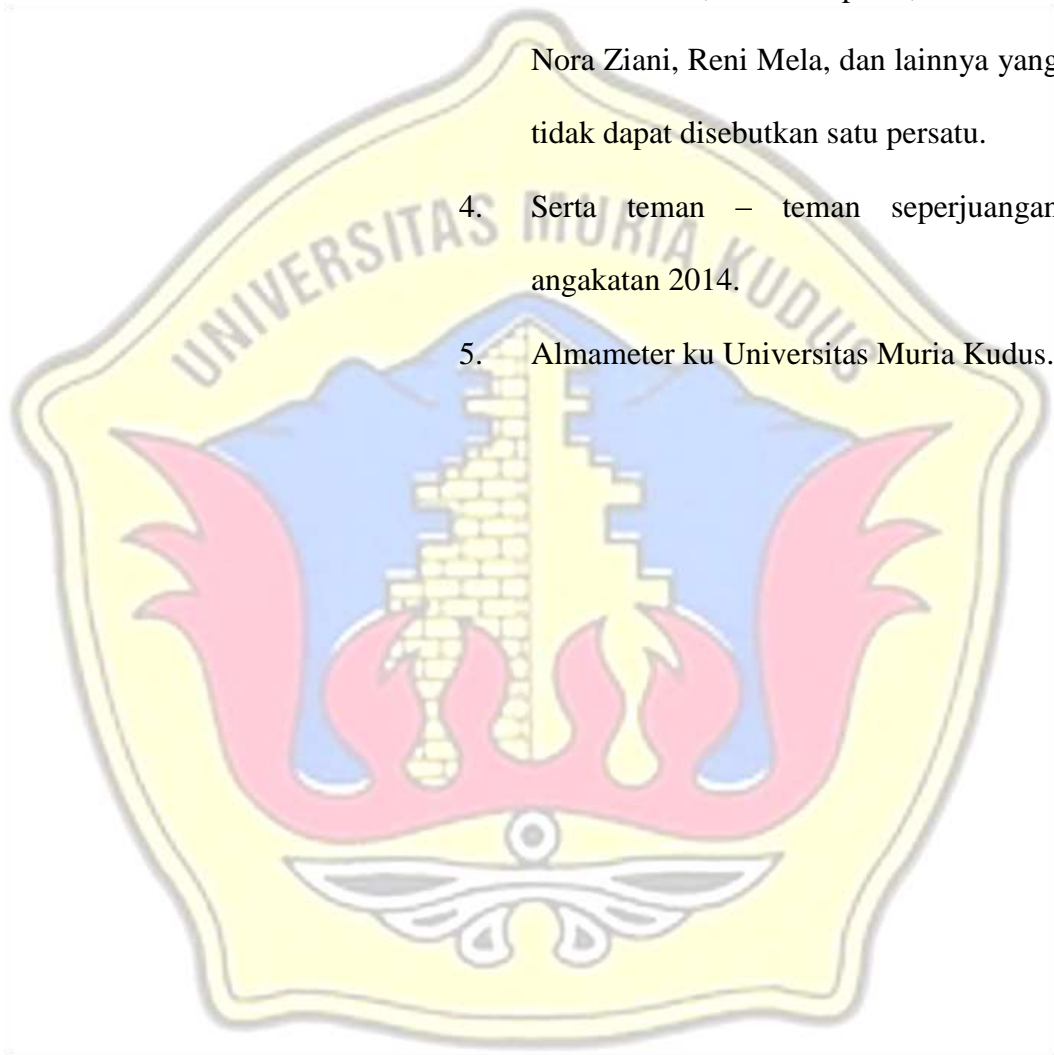 Nora Ziani, Reni Mela, dan lainnya yang
tidak dapat disebutkan satu persatu.
4. Serta teman – teman seperjuangan
angakatan 2014.
5. Almameter ku Universitas Muria Kudus.
UNIVERSITAS MURIA KUDUS